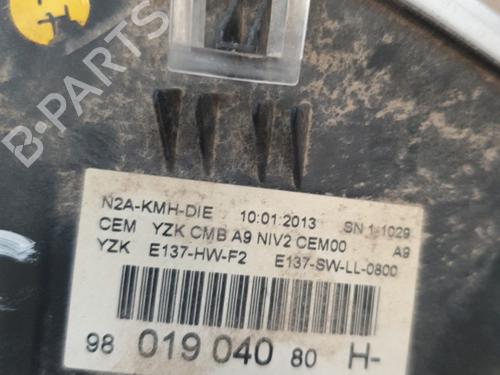 B-PARTS
N2A-KMH-DIE 10.01.2013 SN 1-1029
CEM YZK CMB A9 NIV2 CEM00 A9
YZK E137-HW-F2 E137-SW-LL-0800
98 019 040 80 H-